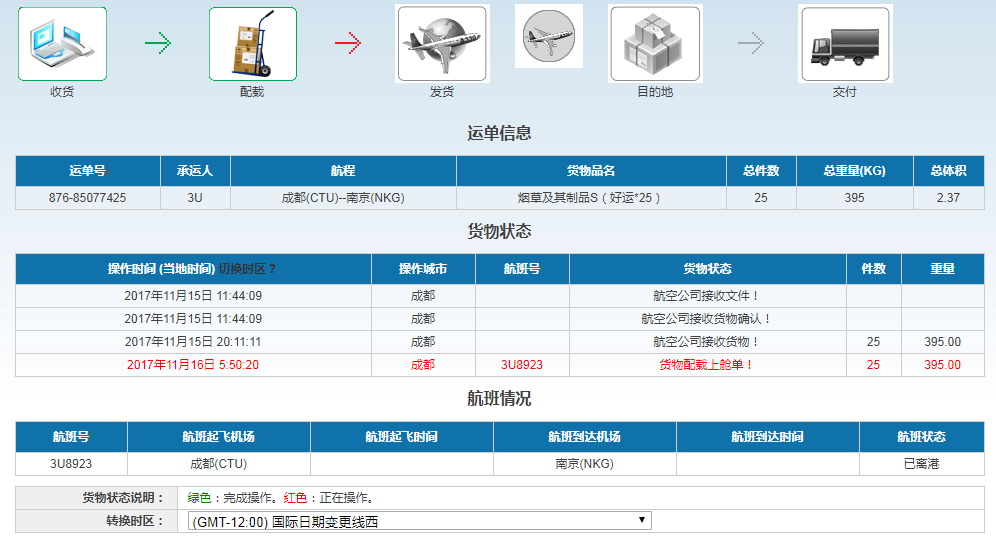 收货 配载 发货 目的地 交付
运单信息
运单号 承运人 航程 货物品名 总件数 总重量(KG) 总体积
876-85077425 3U 成都(CTU)--南京(NKG) 烟草及其制品S（好运*25） 25 395 2.37
货物状态
操作时间 (当地时间) 切换时区？ 操作城市 航班号 货物状态 件数 重量
2017年11月15日 11:44:09 成都 航空公司接收文件！
2017年11月15日 11:44:09 成都 航空公司接收货物确认！
2017年11月15日 20:11:11 成都 航空公司接收货物！ 25 395.00
2017年11月16日 5:50:20 成都 3U8923 货物配载上舱单！ 25 395.00
航班情况
航班号 航班起飞机场 航班起飞时间 航班到达机场 航班到达时间 航班状态
3U8923 成都(CTU) 南京(NKG) 已离港
货物状态说明： 绿色：完成操作。红色：正在操作。
转换时区： (GMT-12:00) 国际日期变更线西